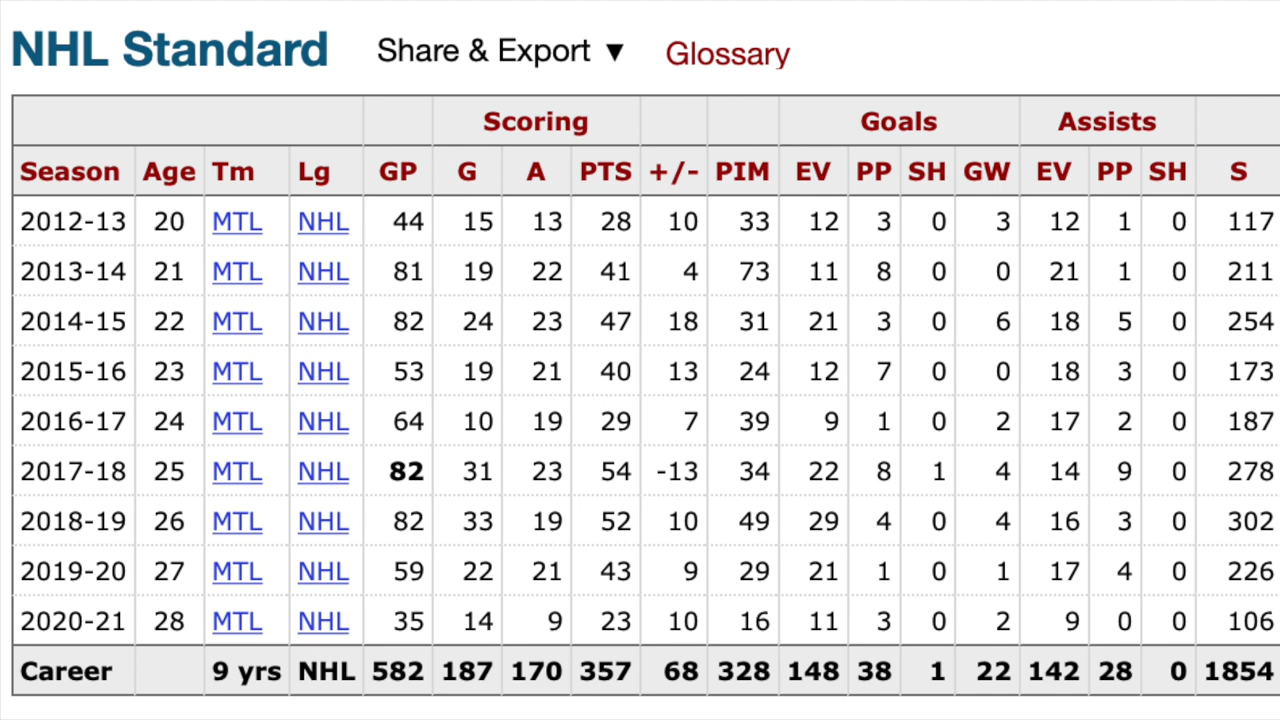 NHL Standard Share & Export ▼ Glossary
Scoring Goals Assists
Season Age Tm Lg GP G A PTS +/- PIM EV PP SH GW EV PP SH S
2012-13 20 MTL NHL 44 15 13 28 10 33 12 3 0 3 12 1 0 117
2013-14 21 MTL NHL 81 19 22 41 4 73 11 8 0 0 21 1 0 211
2014-15 22 MTL NHL 82 24 23 47 18 31 21 3 0 6 18 5 0 254
2015-16 23 MTL NHL 53 19 21 40 13 24 12 7 0 0 18 3 0 173
2016-17 24 MTL NHL 64 10 19 29 7 39 9 1 0 2 17 2 0 187
2017-18 25 MTL NHL 82 31 23 54 -13 34 22 8 1 4 14 9 0 278
2018-19 26 MTL NHL 82 33 19 52 10 49 29 4 0 4 16 3 0 302
2019-20 27 MTL NHL 59 22 21 43 9 29 21 1 0 1 17 4 0 226
2020-21 28 MTL NHL 35 14 9 23 10 16 11 3 0 2 9 0 0 106
Career 9 yrs NHL 582 187 170 357 68 328 148 38 1 22 142 28 0 1854